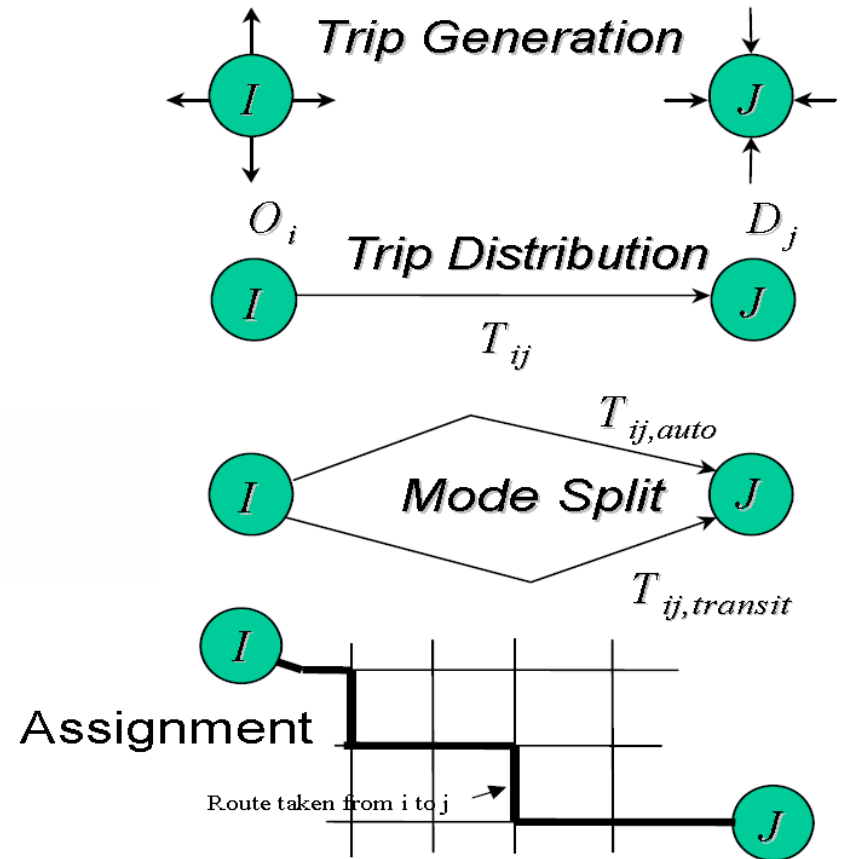 Trip Generation
I
J
O i
D j
Trip Distribution
I
J
T ij
T ij,auto
I
Mode Split
J
T ij,transit
I
Assignment
Route taken from i to j
J